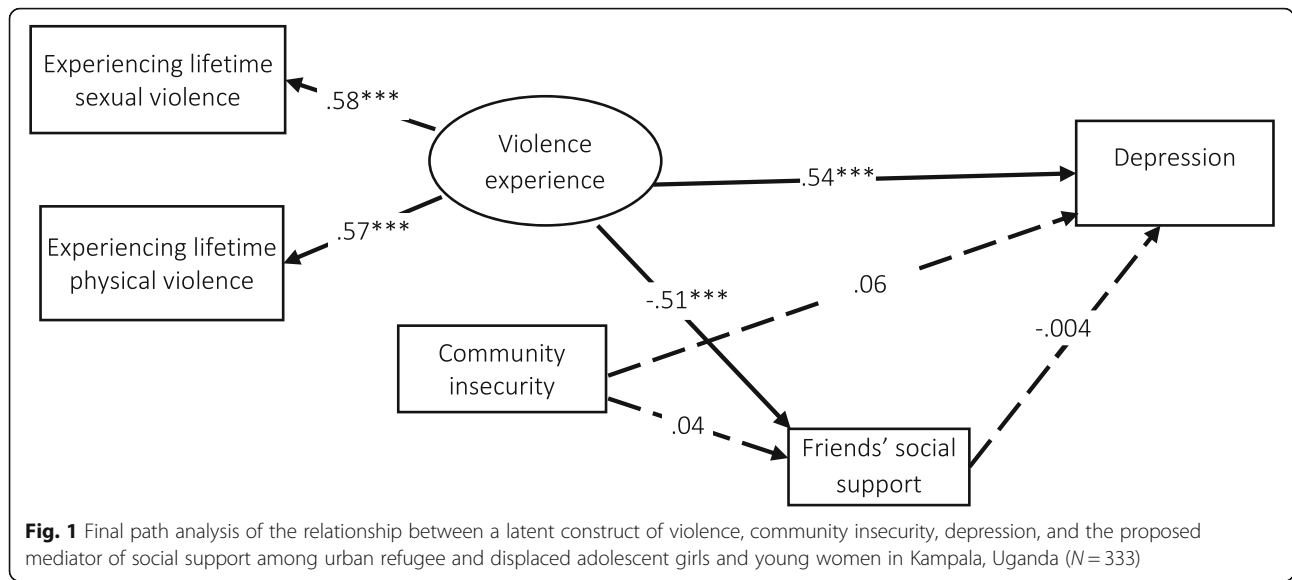 Experiencing lifetime
sexual violence
.58***
Violence
experience
.54***
Depression
Experiencing lifetime
physical violence
.57***
-.51***
.06
-.004
Community
insecurity
.04
Friends’ social
support
Fig. 1 Final path analysis of the relationship between a latent construct of violence, community insecurity, depression, and the proposed
mediator of social support among urban refugee and displaced adolescent girls and young women in Kampala, Uganda (N = 333)